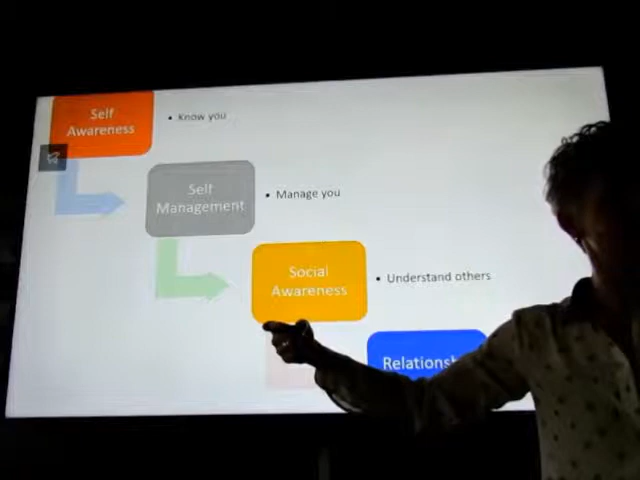 Self
Awareness
• Know you
Self
Management
• Manage you
Social
Awareness
• Understand others